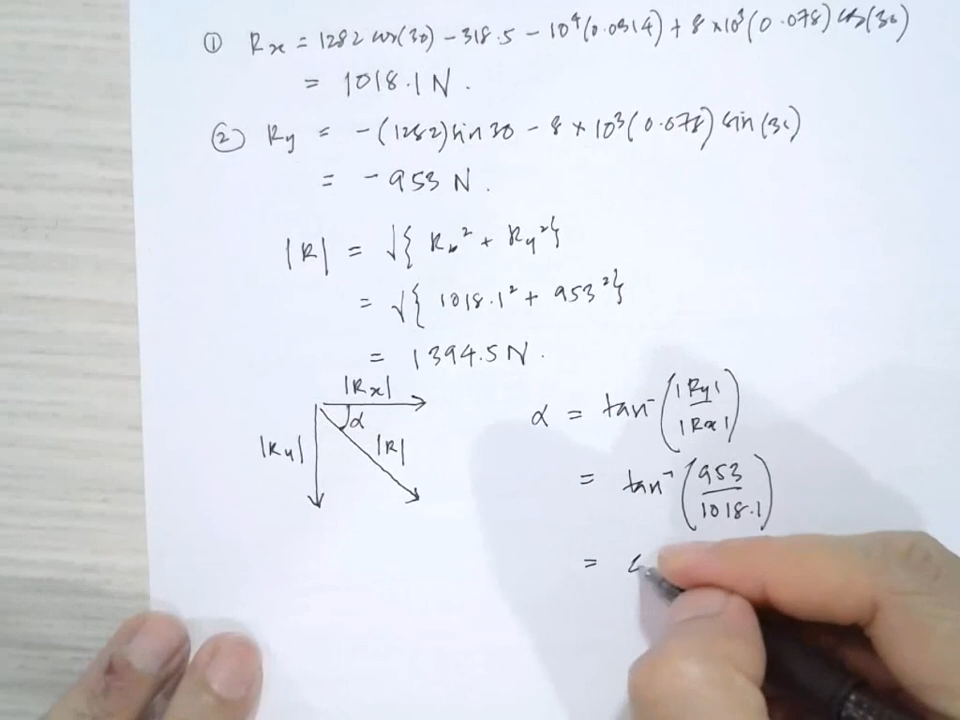 ① Rx = 1282 cos(30) - 318.5 - 10⁴(0.0314) + 8 ×10³(0.078) cos(30)
= 1018.1 N.
② Ry = -(1282) sin 30 - 8 × 10³(0.078) sin(30)
= -953 N.
|R| = √{ Rx² + Ry² }
= √{ 1018.1² + 953² }
= 1394.5 N.
|Rx|
α
|Ry|
|R|
α = tan⁻ (|Ry| / |Rx|)
= tan⁻¹ (953 / 1018.1)
=